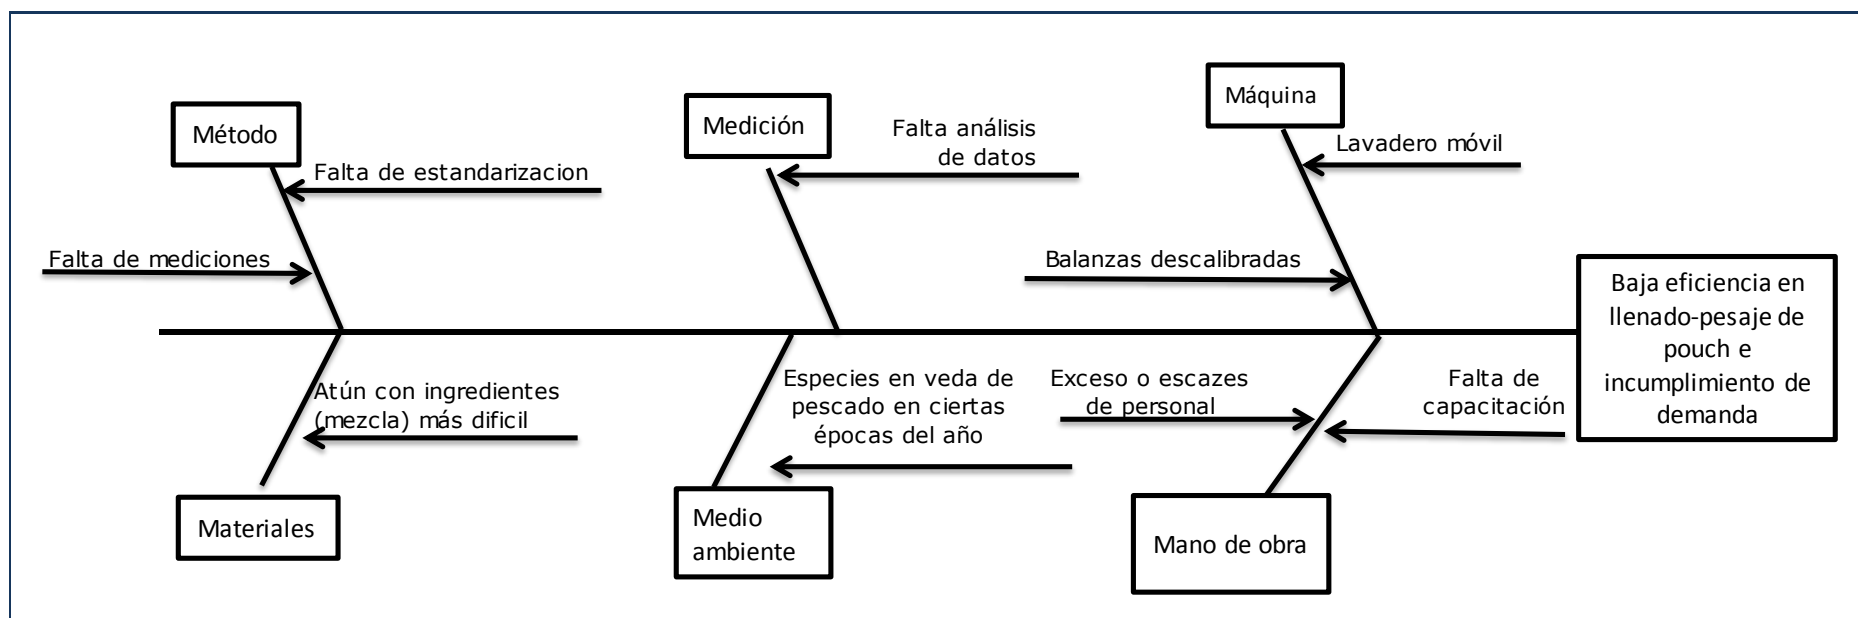 Método
Medición
Máquina
Falta de estandarizacion
Falta análisis
de datos
Lavadero móvil
Falta de mediciones
Balanzas descalibradas
Baja eficiencia en
llenado-pesaje de
pouch e
incumplimiento de
demanda
Atún con ingredientes
(mezcla) más dificil
Especies en veda de
pescado en ciertas
épocas del año
Exceso o escazes
de personal
Falta de
capacitación
Materiales
Medio
ambiente
Mano de obra